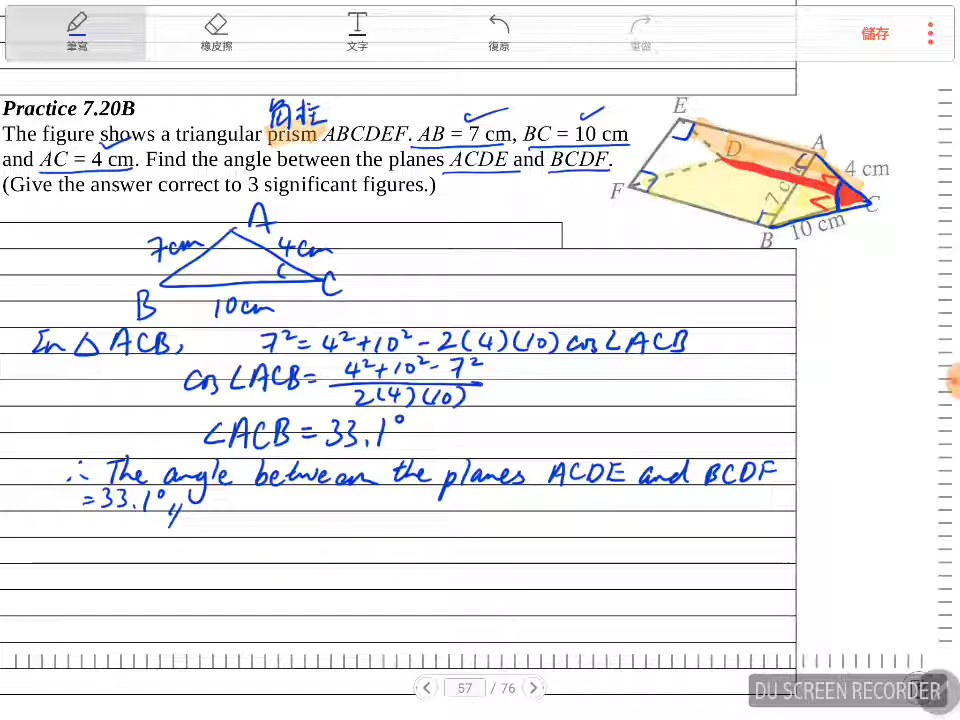 筆寫
橡皮擦
文字
復原
重做
儲存
Practice 7.20B
角柱
The figure shows a triangular prism ABCDEF. AB = 7 cm, BC = 10 cm
and AC = 4 cm. Find the angle between the planes ACDE and BCDF.
(Give the answer correct to 3 significant figures.)
E
D
A
4 cm
F
7 cm
C
B
10 cm
A
7cm
4cm
B
C
10cm
In △ ACB, 7² = 4² + 10² - 2(4)(10) cos∠ACB
cos∠ACB = 4² + 10² - 7²
2(4)(10)
∠ACB = 33.1°
∴ The angle between the planes ACDE and BCDF
= 33.1°
57 / 76
DU SCREEN RECORDER